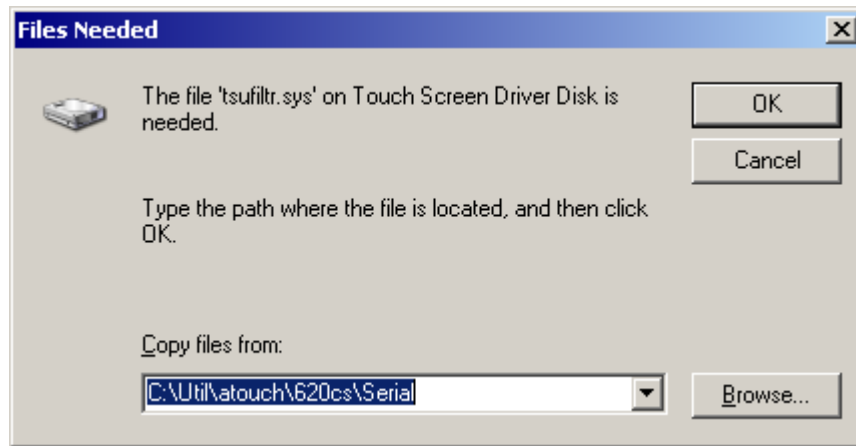 Files Needed
The file 'tsufiltr.sys' on Touch Screen Driver Disk is
needed.
OK
Cancel
Type the path where the file is located, and then click
OK.
Copy files from:
C:\Util\atouch\620cs\Serial
Browse...